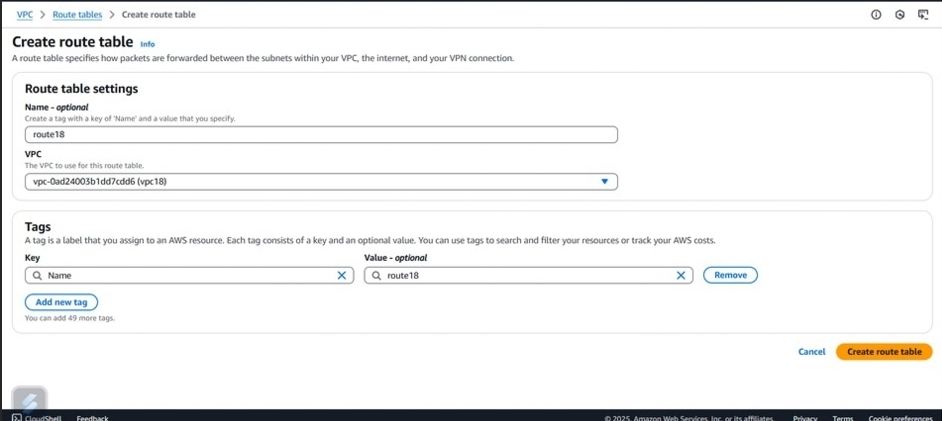 VPC > Route tables > Create route table
Create route table Info
A route table specifies how packets are forwarded between the subnets within your VPC, the internet, and your VPN connection.
Route table settings
Name - optional
Create a tag with a key of 'Name' and a value that you specify.
route18
VPC
The VPC to use for this route table.
vpc-0ad24003b1dd7cdd6 (vpc18)
Tags
A tag is a label that you assign to an AWS resource. Each tag consists of a key and an optional value. You can use tags to search and filter your resources or track your AWS costs.
Key Value - optional
Name route18 Remove
Add new tag
You can add 49 more tags.
Cancel Create route table
CloudShell Feedback © 2025, Amazon Web Services, Inc. or its affiliates. Privacy Terms Cookie preferences